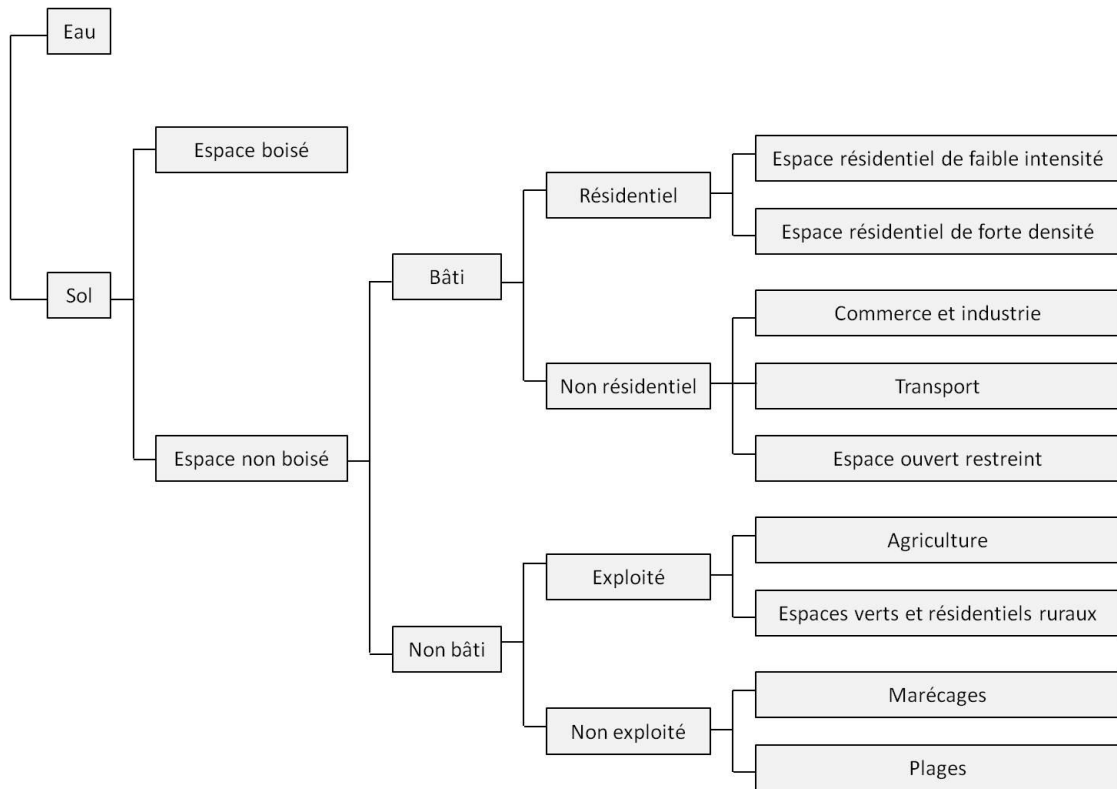 Eau
Espace boisé
Sol
Espace non boisé
Bâti
Non bâti
Résidentiel
Non résidentiel
Exploité
Non exploité
Espace résidentiel de faible intensité
Espace résidentiel de forte densité
Commerce et industrie
Transport
Espace ouvert restreint
Agriculture
Espaces verts et résidentiels ruraux
Marécages
Plages